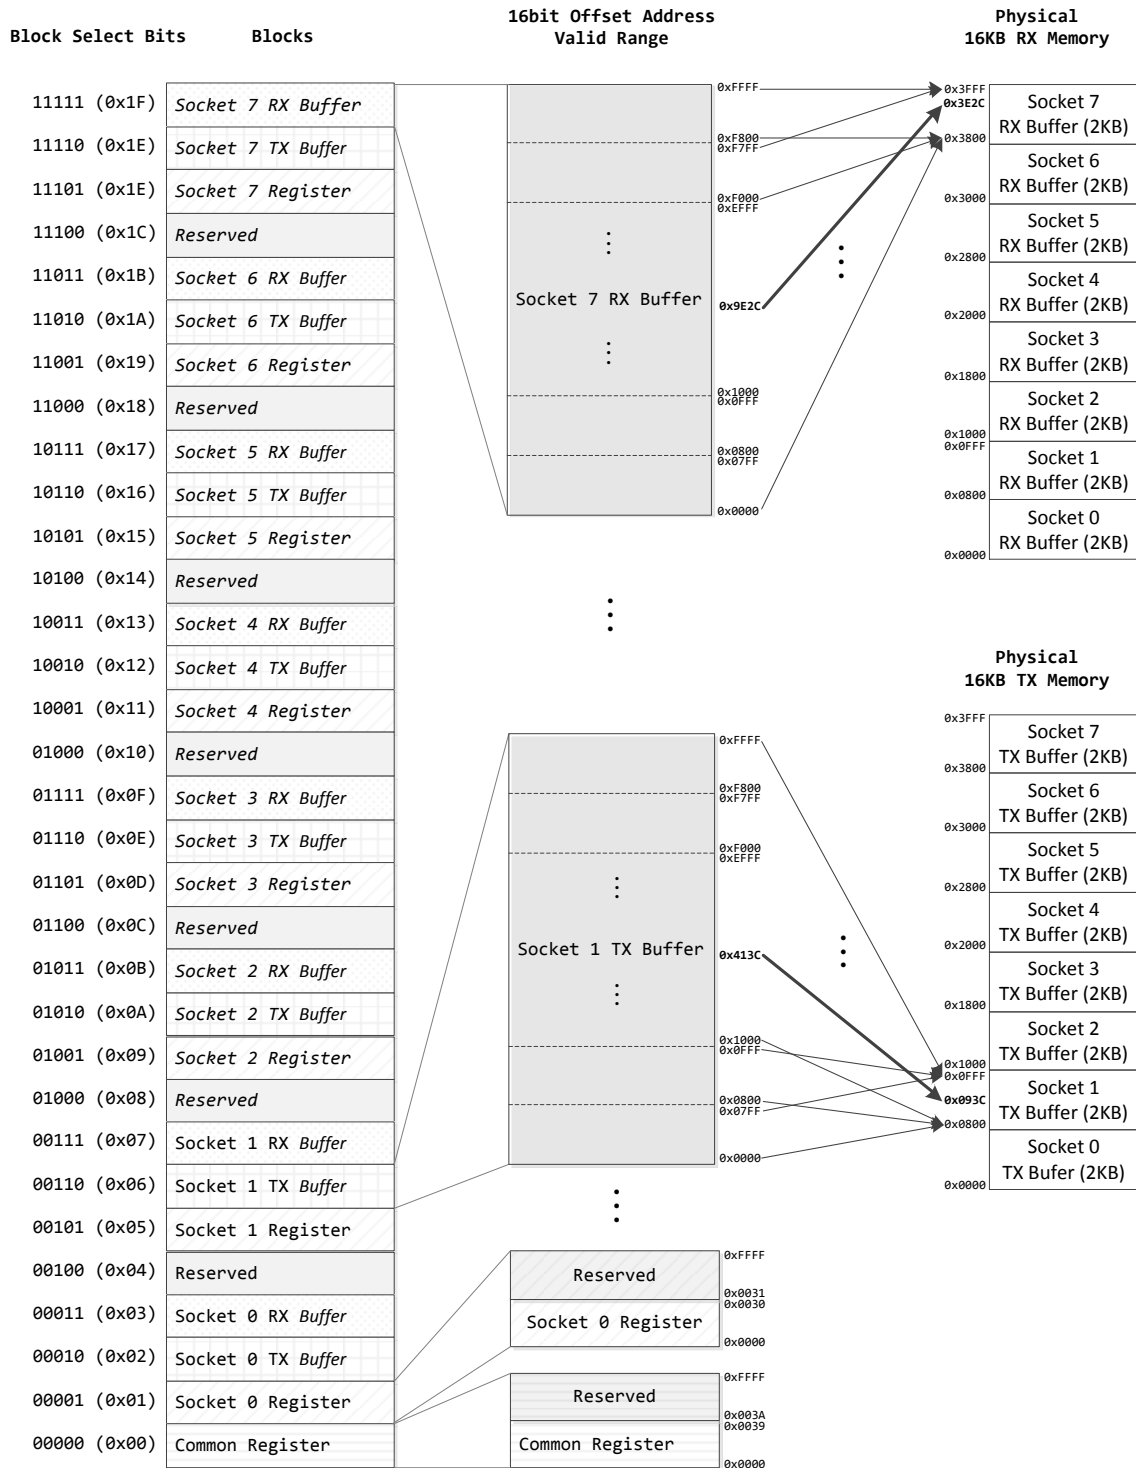 Block Select Bits
Blocks
16bit Offset Address
Valid Range
Physical
16KB RX Memory
11111 (0x1F) Socket 7 RX Buffer
11110 (0x1E) Socket 7 TX Buffer
11101 (0x1E) Socket 7 Register
11100 (0x1C) Reserved
11011 (0x1B) Socket 6 RX Buffer
11010 (0x1A) Socket 6 TX Buffer
11001 (0x19) Socket 6 Register
11000 (0x18) Reserved
10111 (0x17) Socket 5 RX Buffer
10110 (0x16) Socket 5 TX Buffer
10101 (0x15) Socket 5 Register
10100 (0x14) Reserved
10011 (0x13) Socket 4 RX Buffer
10010 (0x12) Socket 4 TX Buffer
10001 (0x11) Socket 4 Register
01000 (0x10) Reserved
01111 (0x0F) Socket 3 RX Buffer
01110 (0x0E) Socket 3 TX Buffer
01101 (0x0D) Socket 3 Register
01100 (0x0C) Reserved
01011 (0x0B) Socket 2 RX Buffer
01010 (0x0A) Socket 2 TX Buffer
01001 (0x09) Socket 2 Register
01000 (0x08) Reserved
00111 (0x07) Socket 1 RX Buffer
00110 (0x06) Socket 1 TX Buffer
00101 (0x05) Socket 1 Register
00100 (0x04) Reserved
00011 (0x03) Socket 0 RX Buffer
00010 (0x02) Socket 0 TX Buffer
00001 (0x01) Socket 0 Register
00000 (0x00) Common Register
0xFFFF
0xF800
0xF7FF
0xF000
0xEFFF
Socket 7 RX Buffer
0x9E2C
0x1000
0x0FFF
0x0800
0x07FF
0x0000
0x3FFF
0x3E2C
Socket 7
RX Buffer (2KB)
0x3800
Socket 6
RX Buffer (2KB)
0x3000
Socket 5
RX Buffer (2KB)
0x2800
Socket 4
RX Buffer (2KB)
0x2000
Socket 3
RX Buffer (2KB)
0x1800
Socket 2
RX Buffer (2KB)
0x1000
0x0FFF
Socket 1
RX Buffer (2KB)
0x0800
Socket 0
RX Buffer (2KB)
0x0000
Physical
16KB TX Memory
0xFFFF
0xF800
0xF7FF
0xF000
0xEFFF
Socket 1 TX Buffer
0x413C
0x1000
0x0FFF
0x0800
0x07FF
0x0000
0x3FFF
Socket 7
TX Buffer (2KB)
0x3800
Socket 6
TX Buffer (2KB)
0x3000
Socket 5
TX Buffer (2KB)
0x2800
Socket 4
TX Buffer (2KB)
0x2000
Socket 3
TX Buffer (2KB)
0x1800
Socket 2
TX Buffer (2KB)
0x1000
0x0FFF
Socket 1
TX Buffer (2KB)
0x093C
0x0800
Socket 0
TX Bufer (2KB)
0x0000
0xFFFF
Reserved
0x0031
0x0030
Socket 0 Register
0x0000
0xFFFF
Reserved
0x003A
0x0039
Common Register
0x0000